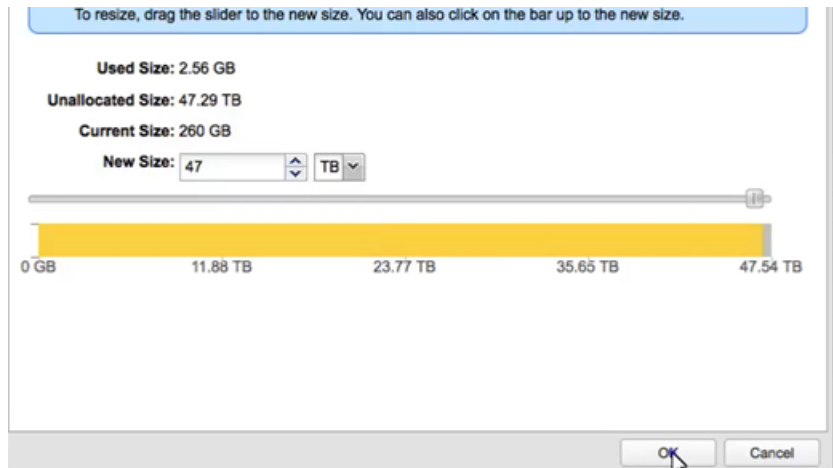 To resize, drag the slider to the new size. You can also click on the bar up to the new size.
Used Size: 2.56 GB
Unallocated Size: 47.29 TB
Current Size: 260 GB
New Size: 47 TB
0 GB 11.88 TB 23.77 TB 35.65 TB 47.54 TB
OK Cancel